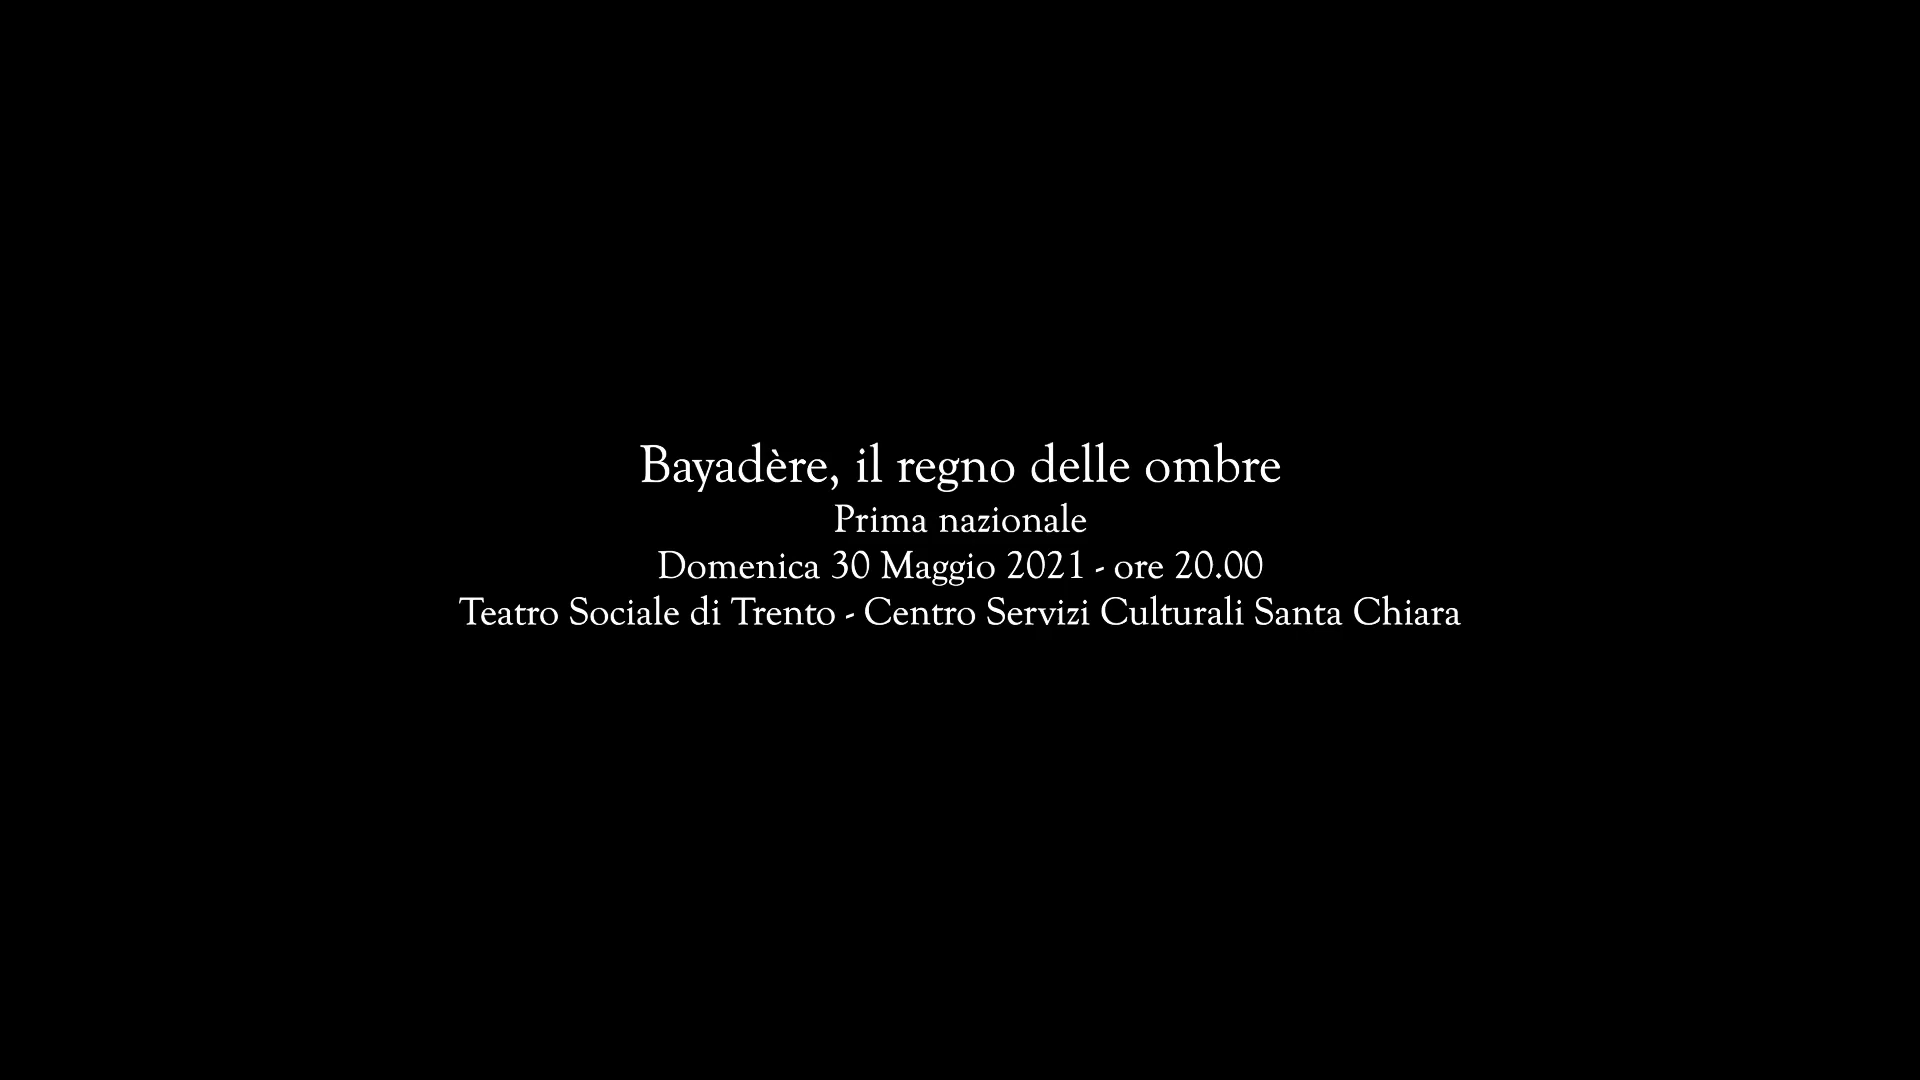 Bayadère, il regno delle ombre
Prima nazionale
Domenica 30 Maggio 2021 - ore 20.00
Teatro Sociale di Trento - Centro Servizi Culturali Santa Chiara